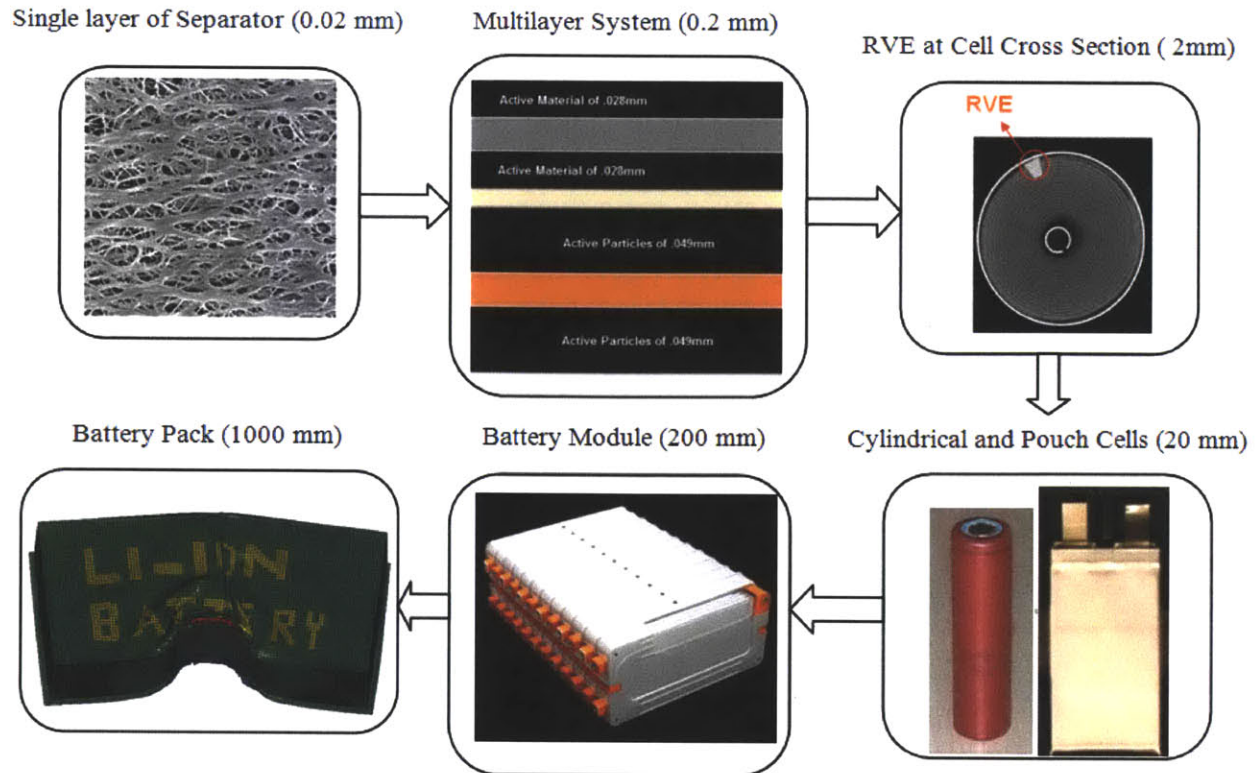 Single layer of Separator (0.02 mm)
Multilayer System (0.2 mm)
RVE at Cell Cross Section ( 2mm)
Active Material of .028mm
Active Material of .028mm
Active Particles of .049mm
Active Particles of .049mm
RVE
Battery Pack (1000 mm)
Battery Module (200 mm)
Cylindrical and Pouch Cells (20 mm)
LI-ION
BATTERY